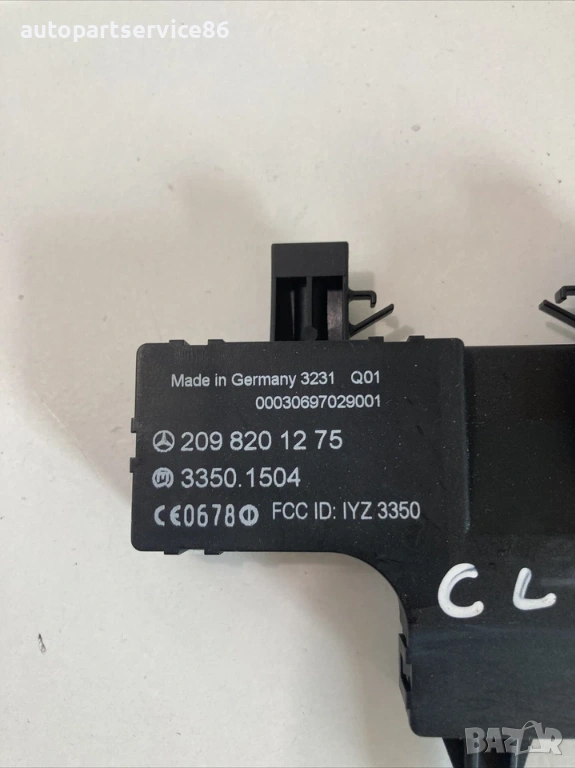 autopartservice86
Made in Germany 3231 Q01
00030697029001
209 820 12 75
3350.1504
CE0678 FCC ID: IYZ 3350
CL
BAZAR